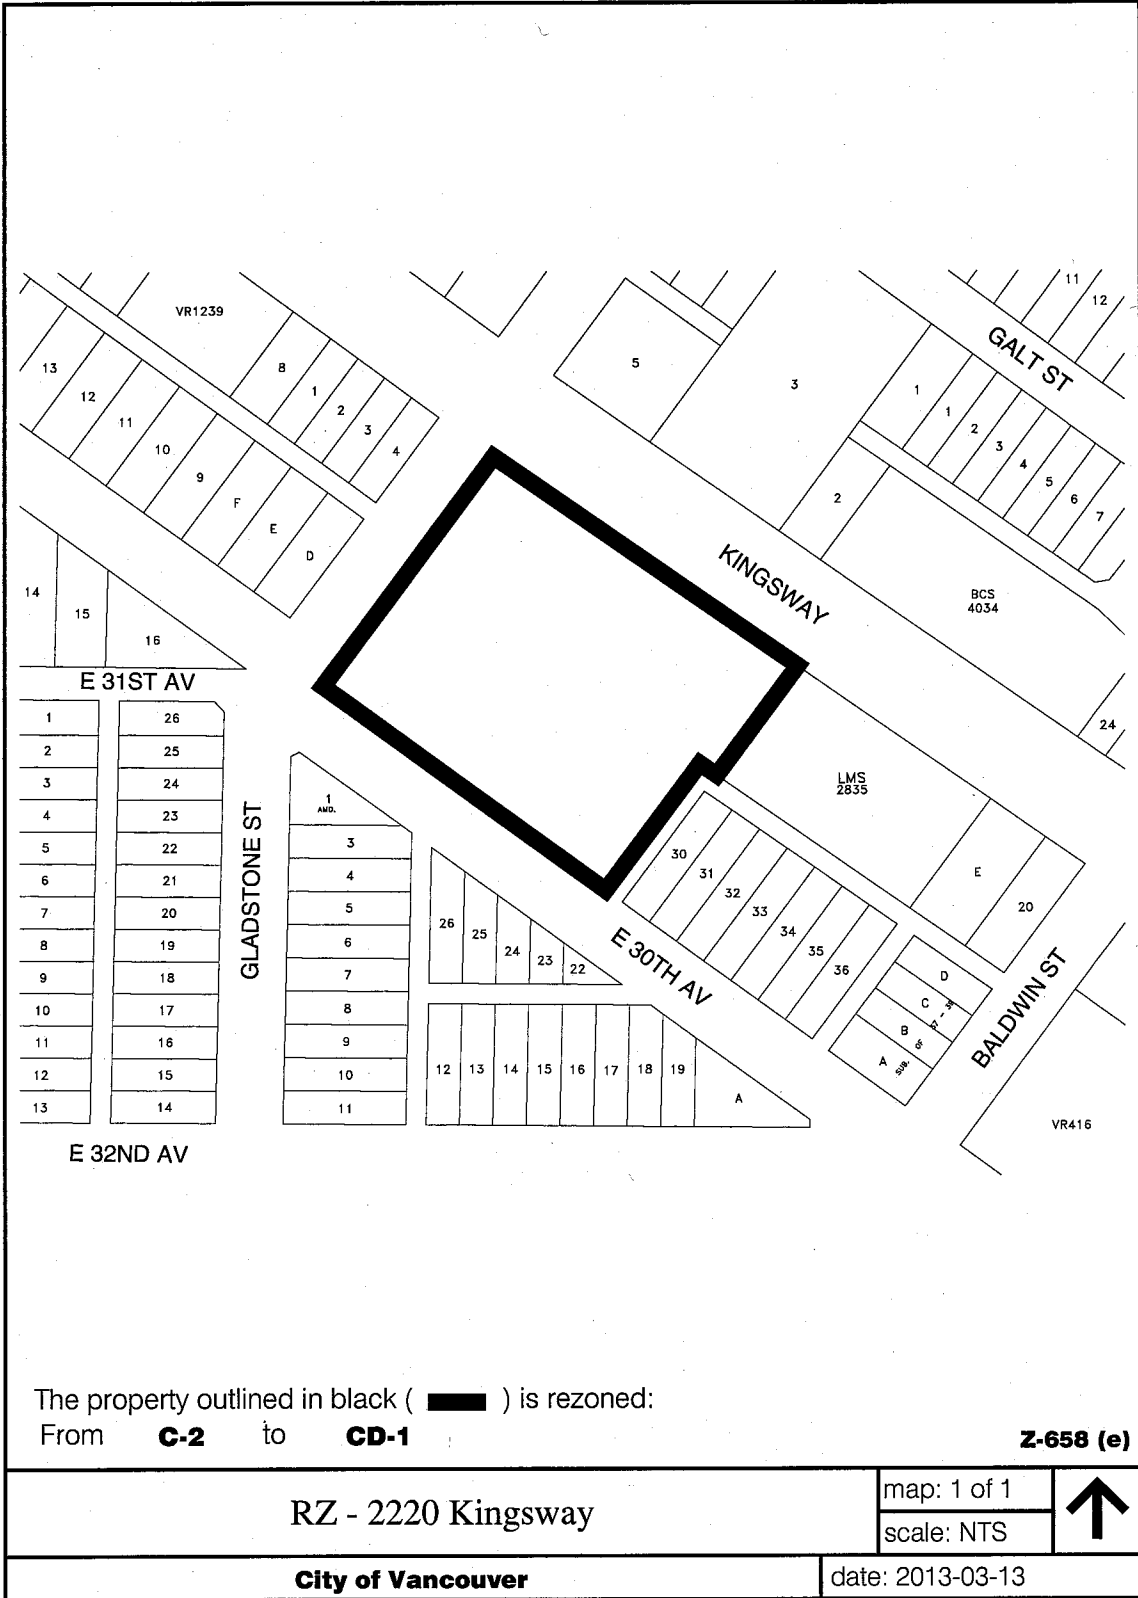 11
12
GALT ST
VR1239
5
3
8
1
2
3
4
13
12
11
10
9
F
E
D
1
1
2
3
4
5
6
7
2
KINGSWAY
BCS
4034
24
14
15
16
E 31ST AV
LMS
2835
E
20
1
2
3
4
5
6
7
8
9
10
11
12
13
26
25
24
23
22
21
20
19
18
17
16
15
14
GLADSTONE ST
1
AMD.
3
4
5
6
7
8
9
10
11
26
25
24
23
22
30
31
32
33
34
35
36
E 30TH AV
D
C
B
A
SUB. OF 37 - 38
BALDWIN ST
12
13
14
15
16
17
18
19
A
VR416
E 32ND AV
The property outlined in black ( ) is rezoned:
From C-2 to CD-1
Z-658 (e)
RZ - 2220 Kingsway
map: 1 of 1
scale: NTS
City of Vancouver
date: 2013-03-13